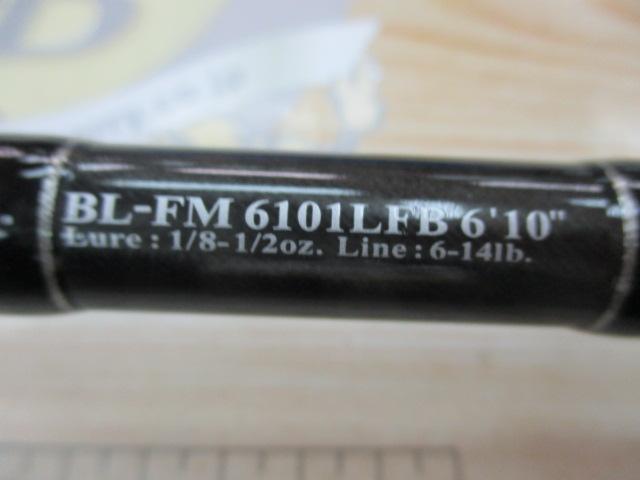 BL-FM 6101LFB 6'10"
Lure : 1/8-1/2oz. Line : 6-14lb.